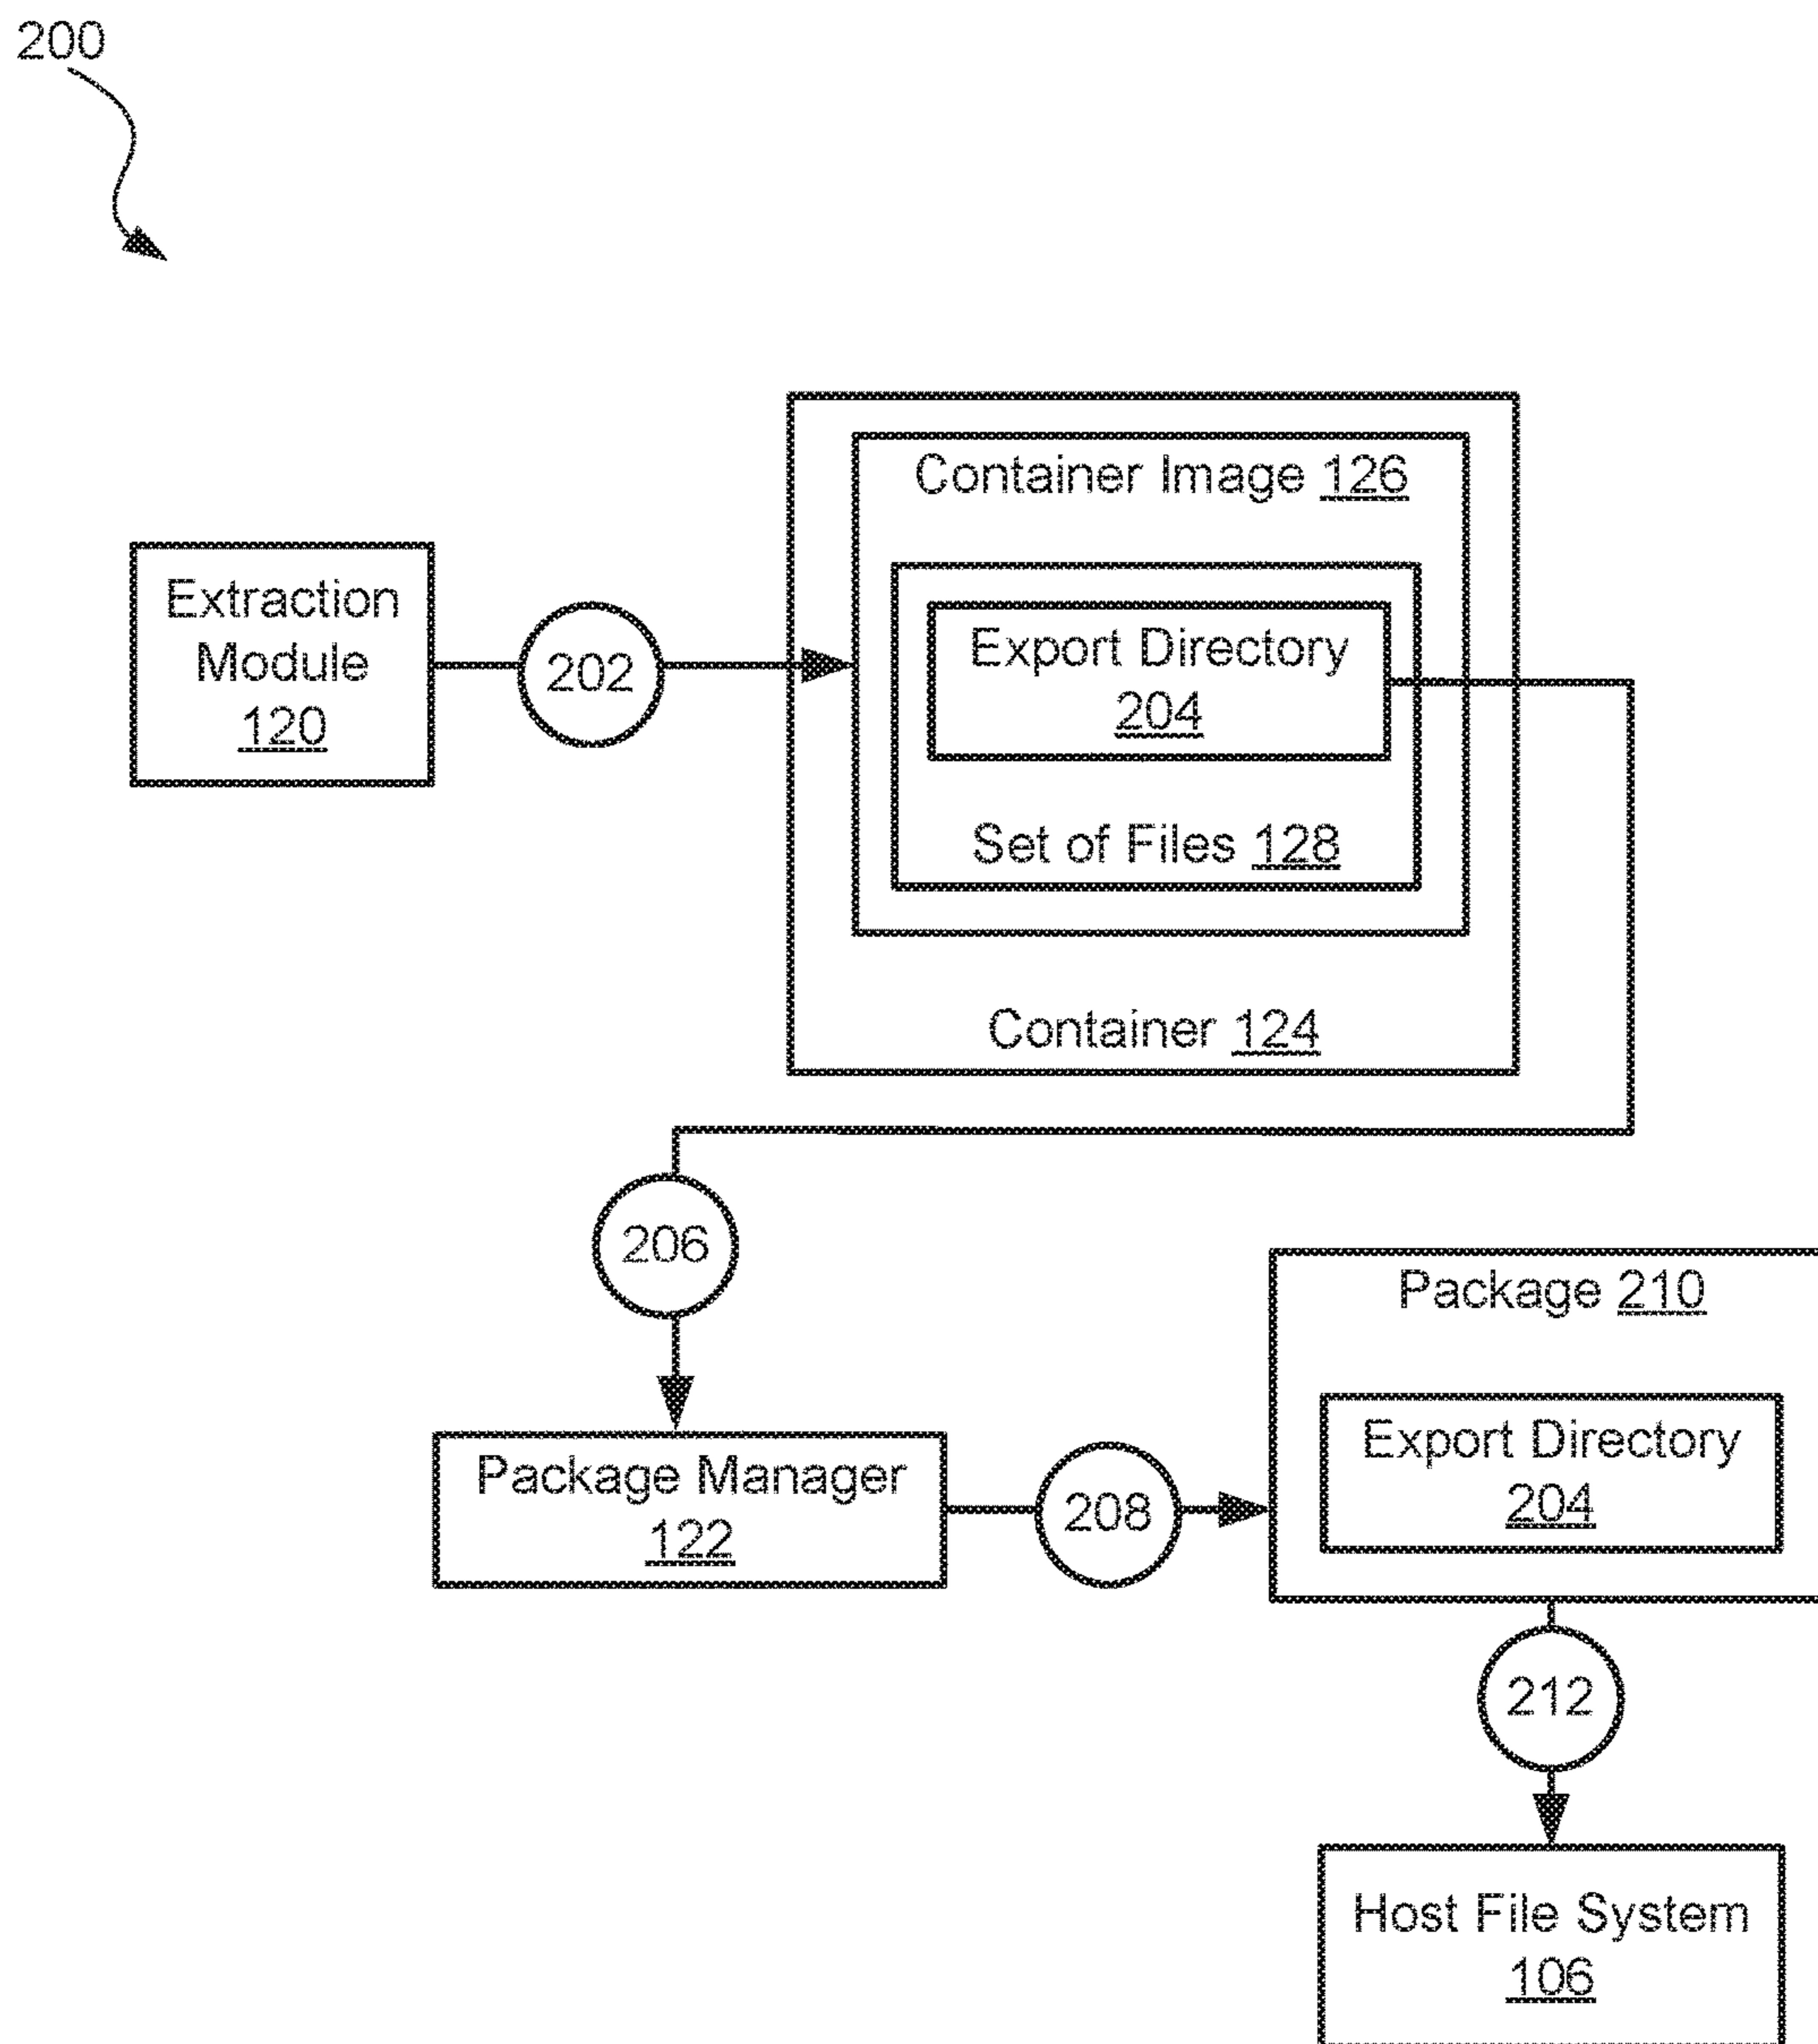 200
Container Image 126
Extraction
Module
120
202
Export Directory
204
Set of Files 128
Container 124
206
Package 210
Package Manager
122
208
Export Directory
204
212
Host File System
106